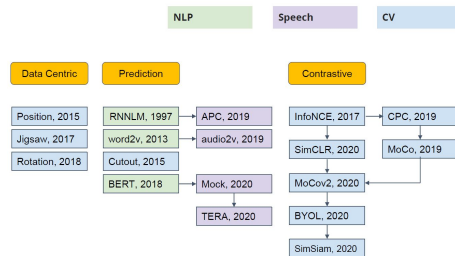 NLP
Speech
CV
Data Centric
Prediction
Contrastive
Position, 2015
RNNLM, 1997
APC, 2019
InfoNCE, 2017
CPC, 2019
Jigsaw, 2017
word2v, 2013
audio2v, 2019
SimCLR, 2020
MoCo, 2019
Rotation, 2018
Cutout, 2015
BERT, 2018
Mock, 2020
MoCov2, 2020
TERA, 2020
BYOL, 2020
SimSiam, 2020